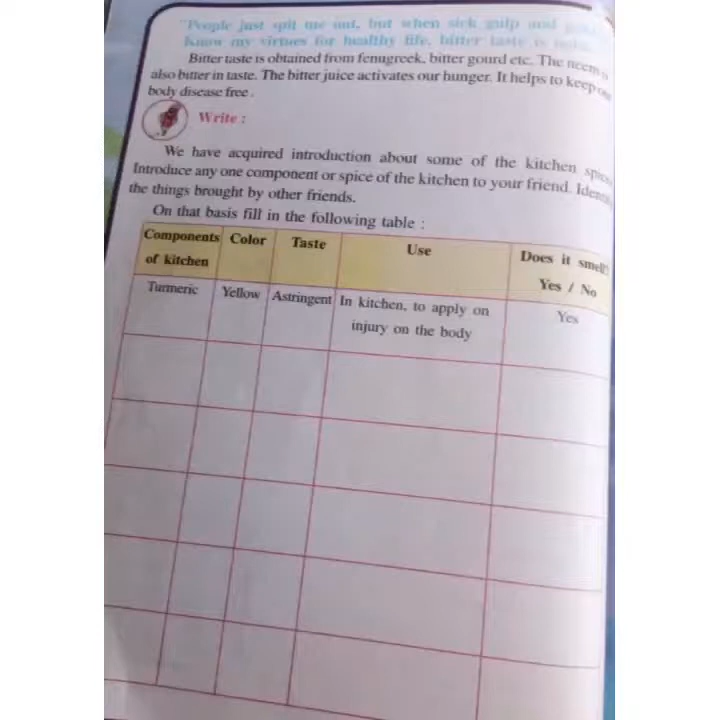 "People just spit me out, but when sick gulp and
Know my virtues for healthy life, bitter taste is
Bitter taste is obtained from fenugreek, bitter gourd etc. The neem is
also bitter in taste. The bitter juice activates our hunger. It helps to keep our
body disease free.
Write :
We have acquired introduction about some of the kitchen spices.
Introduce any one component or spice of the kitchen to your friend.
the things brought by other friends.
On that basis fill in the following table :
Components of kitchen Color Taste Use Does it smell? Yes / No
Turmeric Yellow Astringent In kitchen, to apply on injury on the body Yes